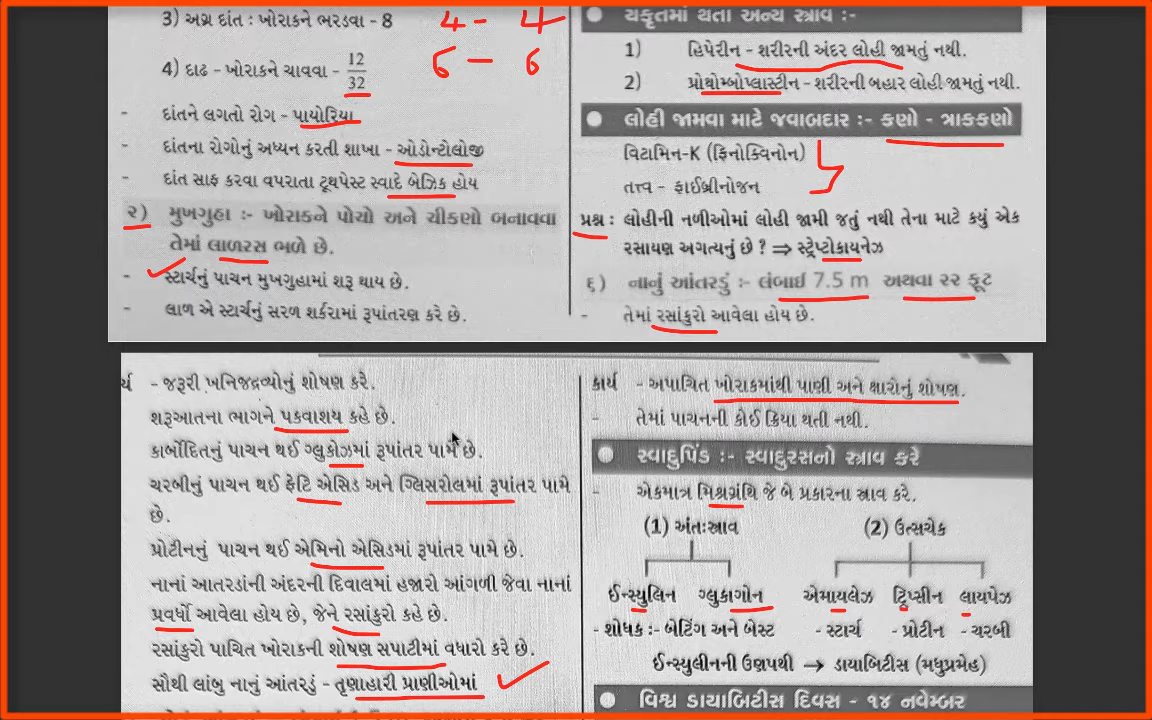 3) અગ્ર દાંત : ખોરાકને ભરડવા - 8
4 - 4
4) દાઢ - ખોરાકને ચાવવા - 12/32
6 - 6
- દાંતને લગતો રોગ - પાયોરિયા
- દાંતના રોગોનું અધ્યન કરતી શાખા - ઓડોન્ટોલોજી
- દાંત સાફ કરવા વપરાતા ટૂથપેસ્ટ સ્વાદે બેઝિક હોય
૨) મુખગુહા :- ખોરાકને પોચો અને ચીકણો બનાવવા
તેમાં લાળરસ ભળે છે.
- સ્ટાર્ચનું પાચન મુખગુહામાં શરૂ થાય છે.
- લાળ એ સ્ટાર્ચનું સરળ શર્કરામાં રૂપાંતરણ કરે છે.
યકૃતમાં થતા અન્ય સ્ત્રાવ :-
1) હિપેરીન - શરીરની અંદર લોહી જામતું નથી.
2) પ્રોથોમ્બોપ્લાસ્ટીન - શરીરની બહાર લોહી જામતું નથી.
લોહી જામવા માટે જવાબદાર :- કણો - ત્રાકકણો
વિટામિન-K (ફિનોક્વિનોન)
તત્ત્વ - ફાઈબ્રીનોજન
પ્રશ્ન : લોહીની નળીઓમાં લોહી જામી જતું નથી તેના માટે કયું એક
રસાયણ અગત્યનું છે ? ⇒ સ્ટ્રેપ્ટોકાયનેઝ
૬) નાનું આંતરડું :- લંબાઈ 7.5 m અથવા ૨૨ ફૂટ
- તેમાં રસાંકુરો આવેલા હોય છે.
ર્ય - જરૂરી ખનિજદ્રવ્યોનું શોષણ કરે.
શરૂઆતના ભાગને પકવાશય કહે છે.
કાર્બોદિતનું પાચન થઈ ગ્લુકોઝમાં રૂપાંતર પામે છે.
ચરબીનું પાચન થઈ ફેટિ એસિડ અને ગ્લિસરોલમાં રૂપાંતર પામે
છે.
પ્રોટીનનું પાચન થઈ એમિનો એસિડમાં રૂપાંતર પામે છે.
નાનાં આતરડાંની અંદરની દિવાલમાં હજારો આંગળી જેવા નાનાં
પ્રવર્ધો આવેલા હોય છે, જેને રસાંકુરો કહે છે.
રસાંકુરો પાચિત ખોરાકની શોષણ સપાટીમાં વધારો કરે છે.
સૌથી લાંબુ નાનું આંતરડું - તૃણાહારી પ્રાણીઓમાં
કાર્ય - અપાચિત ખોરાકમાંથી પાણી અને ક્ષારોનું શોષણ.
- તેમાં પાચનની કોઈ ક્રિયા થતી નથી.
સ્વાદુપિંડ :- સ્વાદુરસનો સ્ત્રાવ કરે
- એકમાત્ર મિશ્રગ્રંથિ જે બે પ્રકારના સ્ત્રાવ કરે.
(1) અંતઃસ્ત્રાવ (2) ઉત્સચેક
ઈન્સ્યુલિન ગ્લુકાગોન એમાયલેઝ ટ્રિપ્સીન લાયપેઝ
- શોધક :- બેટિંગ અને બેસ્ટ - સ્ટાર્ચ - પ્રોટીન - ચરબી
ઈન્સ્યુલીનની ઉણપથી → ડાયાબિટીસ (મધુપ્રમેહ)
વિશ્વ ડાયાબિટીસ દિવસ - ૧૪ નવેમ્બર